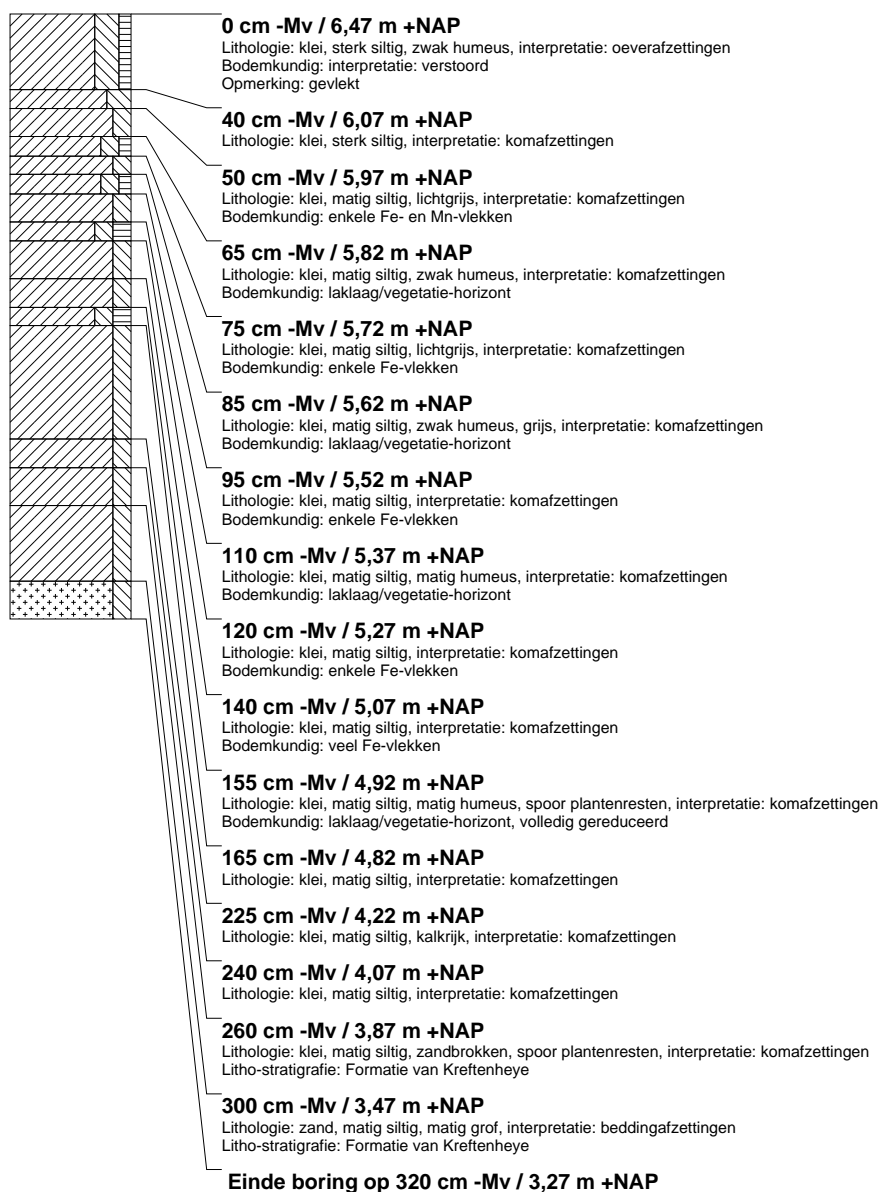 0 cm -Mv / 6,47 m +NAP
Lithologie: klei, sterk siltig, zwak humeus, interpretatie: oeverafzettingen
Bodemkundig: interpretatie: verstoord
Opmerking: gevlekt
40 cm -Mv / 6,07 m +NAP
Lithologie: klei, sterk siltig, interpretatie: komafzettingen
50 cm -Mv / 5,97 m +NAP
Lithologie: klei, matig siltig, lichtgrijs, interpretatie: komafzettingen
Bodemkundig: enkele Fe- en Mn-vlekken
65 cm -Mv / 5,82 m +NAP
Lithologie: klei, matig siltig, zwak humeus, interpretatie: komafzettingen
Bodemkundig: laklaag/vegetatie-horizont
75 cm -Mv / 5,72 m +NAP
Lithologie: klei, matig siltig, lichtgrijs, interpretatie: komafzettingen
Bodemkundig: enkele Fe-vlekken
85 cm -Mv / 5,62 m +NAP
Lithologie: klei, matig siltig, zwak humeus, grijs, interpretatie: komafzettingen
Bodemkundig: laklaag/vegetatie-horizont
95 cm -Mv / 5,52 m +NAP
Lithologie: klei, matig siltig, interpretatie: komafzettingen
Bodemkundig: enkele Fe-vlekken
110 cm -Mv / 5,37 m +NAP
Lithologie: klei, matig siltig, matig humeus, interpretatie: komafzettingen
Bodemkundig: laklaag/vegetatie-horizont
120 cm -Mv / 5,27 m +NAP
Lithologie: klei, matig siltig, interpretatie: komafzettingen
Bodemkundig: enkele Fe-vlekken
140 cm -Mv / 5,07 m +NAP
Lithologie: klei, matig siltig, interpretatie: komafzettingen
Bodemkundig: veel Fe-vlekken
155 cm -Mv / 4,92 m +NAP
Lithologie: klei, matig siltig, matig humeus, spoor plantenresten, interpretatie: komafzettingen
Bodemkundig: laklaag/vegetatie-horizont, volledig gereduceerd
165 cm -Mv / 4,82 m +NAP
Lithologie: klei, matig siltig, interpretatie: komafzettingen
225 cm -Mv / 4,22 m +NAP
Lithologie: klei, matig siltig, kalkrijk, interpretatie: komafzettingen
240 cm -Mv / 4,07 m +NAP
Lithologie: klei, matig siltig, interpretatie: komafzettingen
260 cm -Mv / 3,87 m +NAP
Lithologie: klei, matig siltig, zandbrokken, spoor plantenresten, interpretatie: komafzettingen
Litho-stratigrafie: Formatie van Kreftenheye
300 cm -Mv / 3,47 m +NAP
Lithologie: zand, matig siltig, matig grof, interpretatie: beddingafzettingen
Litho-stratigrafie: Formatie van Kreftenheye
Einde boring op 320 cm -Mv / 3,27 m +NAP